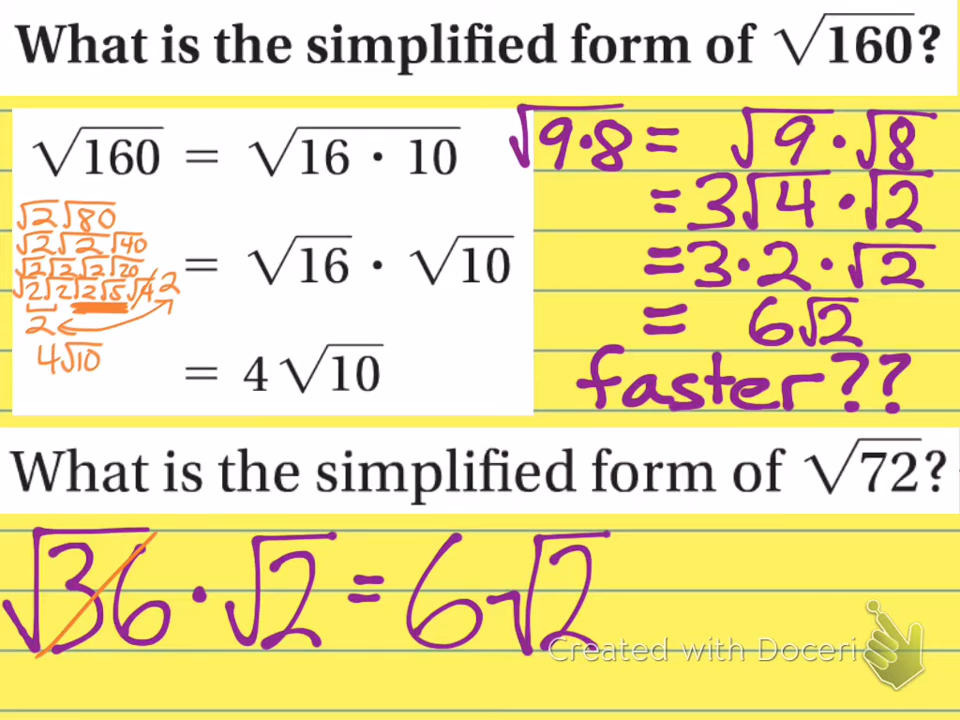 What is the simplified form of √160?
√160 = √16 · 10
= √16 · √10
= 4√10
√2√80
√2√2√40
√2√2√2√20
√2√2√2√5√4 2
2
4√10
√9·8 = √9·√8
= 3√4·√2
= 3·2·√2
= 6√2
faster??
What is the simplified form of √72?
√36·√2 = 6√2
Created with Doceri